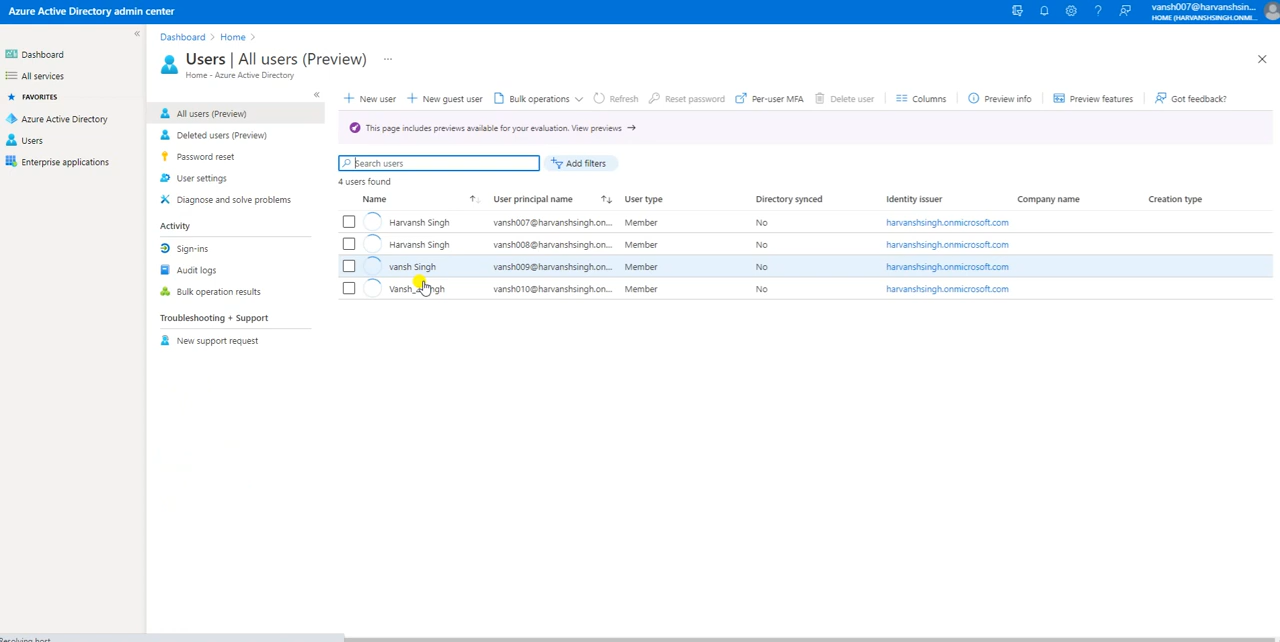 Azure Active Directory admin center
vansh007@harvanshsin...
HOME (HARVANSHSINGH.ONMI...
Dashboard
All services
FAVORITES
Azure Active Directory
Users
Enterprise applications
Dashboard > Home >
Users | All users (Preview) ...
Home - Azure Active Directory
All users (Preview)
Deleted users (Preview)
Password reset
User settings
Diagnose and solve problems
Activity
Sign-ins
Audit logs
Bulk operation results
Troubleshooting + Support
New support request
New user New guest user Bulk operations Refresh Reset password Per-user MFA Delete user Columns Preview info Preview features Got feedback?
This page includes previews available for your evaluation. View previews →
Search users Add filters
4 users found
Name User principal name User type Directory synced Identity issuer Company name Creation type
Harvansh Singh vansh007@harvanshsingh.on... Member No harvanshsingh.onmicrosoft.com
Harvansh Singh vansh008@harvanshsingh.on... Member No harvanshsingh.onmicrosoft.com
vansh Singh vansh009@harvanshsingh.on... Member No harvanshsingh.onmicrosoft.com
vansh010@harvanshsingh.on... Member No harvanshsingh.onmicrosoft.com
Resolving host